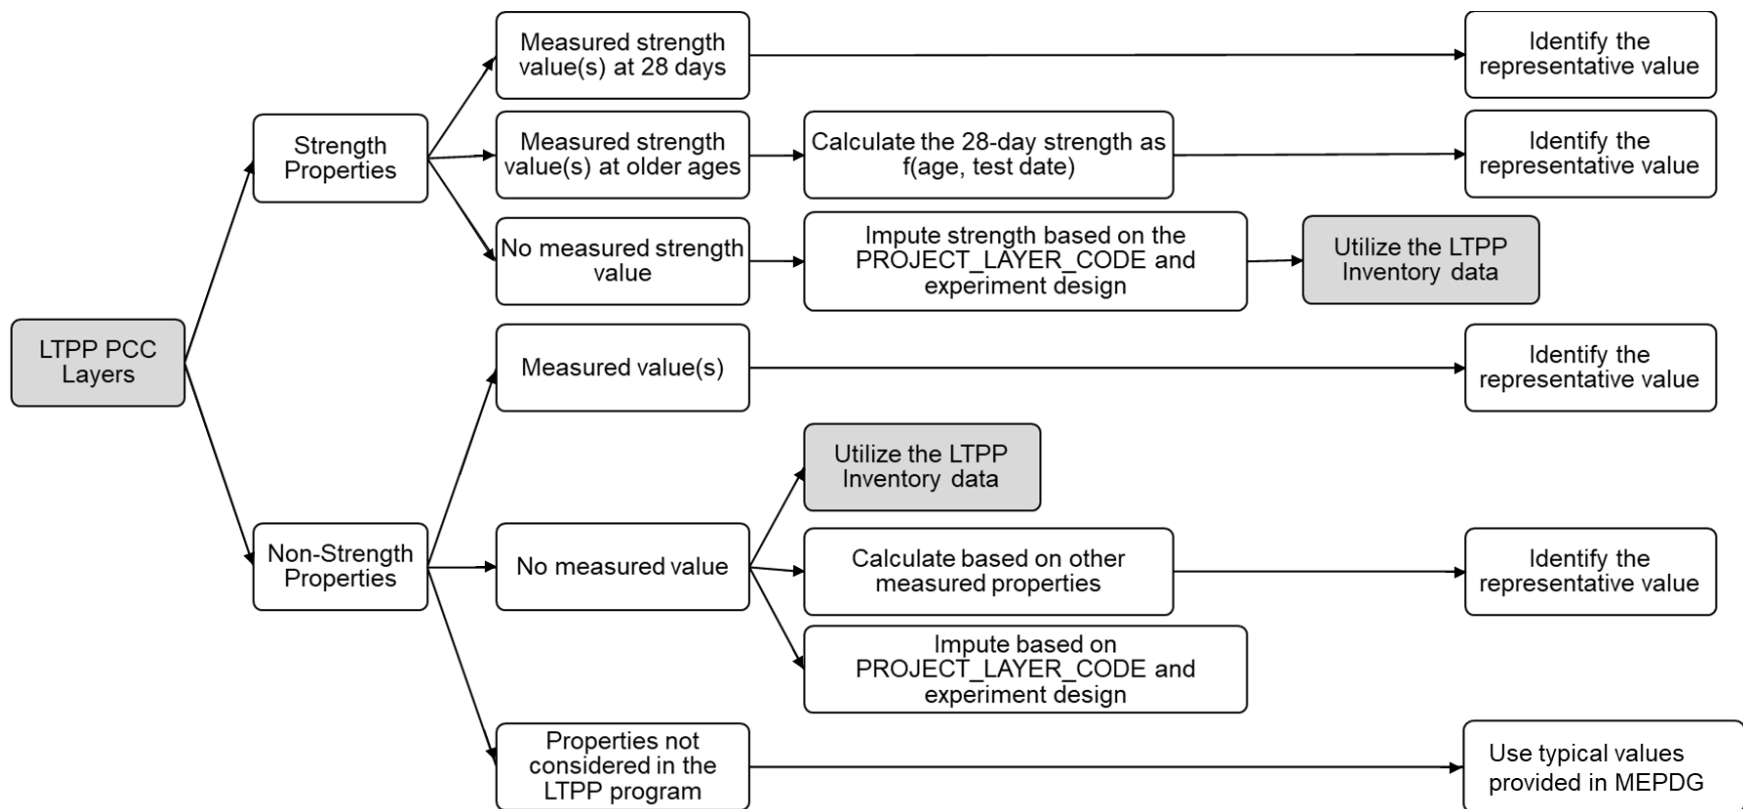 Measured strength
value(s) at 28 days
Identify the
representative value
Strength
Properties
Measured strength
value(s) at older ages
Calculate the 28-day strength as
f(age, test date)
Identify the
representative value
No measured strength
value
Impute strength based on the
PROJECT_LAYER_CODE and
experiment design
Utilize the LTPP
Inventory data
LTPP PCC
Layers
Measured value(s)
Identify the
representative value
Utilize the LTPP
Inventory data
Non-Strength
Properties
No measured value
Calculate based on other
measured properties
Identify the
representative value
Impute based on
PROJECT_LAYER_CODE and
experiment design
Properties not
considered in the
LTPP program
Use typical values
provided in MEPDG